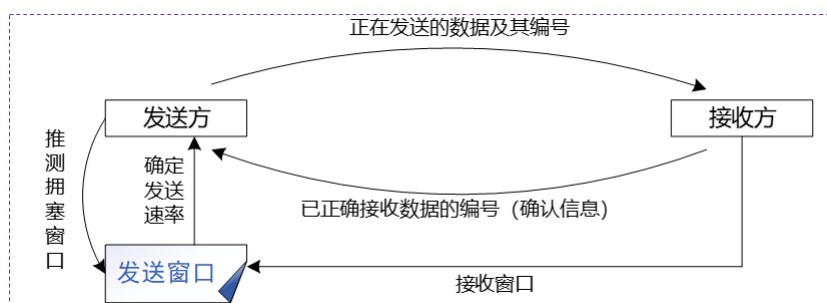 正在发送的数据及其编号
发送方
接收方
推测拥塞窗口
确定
发送
速率
已正确接收数据的编号（确认信息）
发送窗口
接收窗口